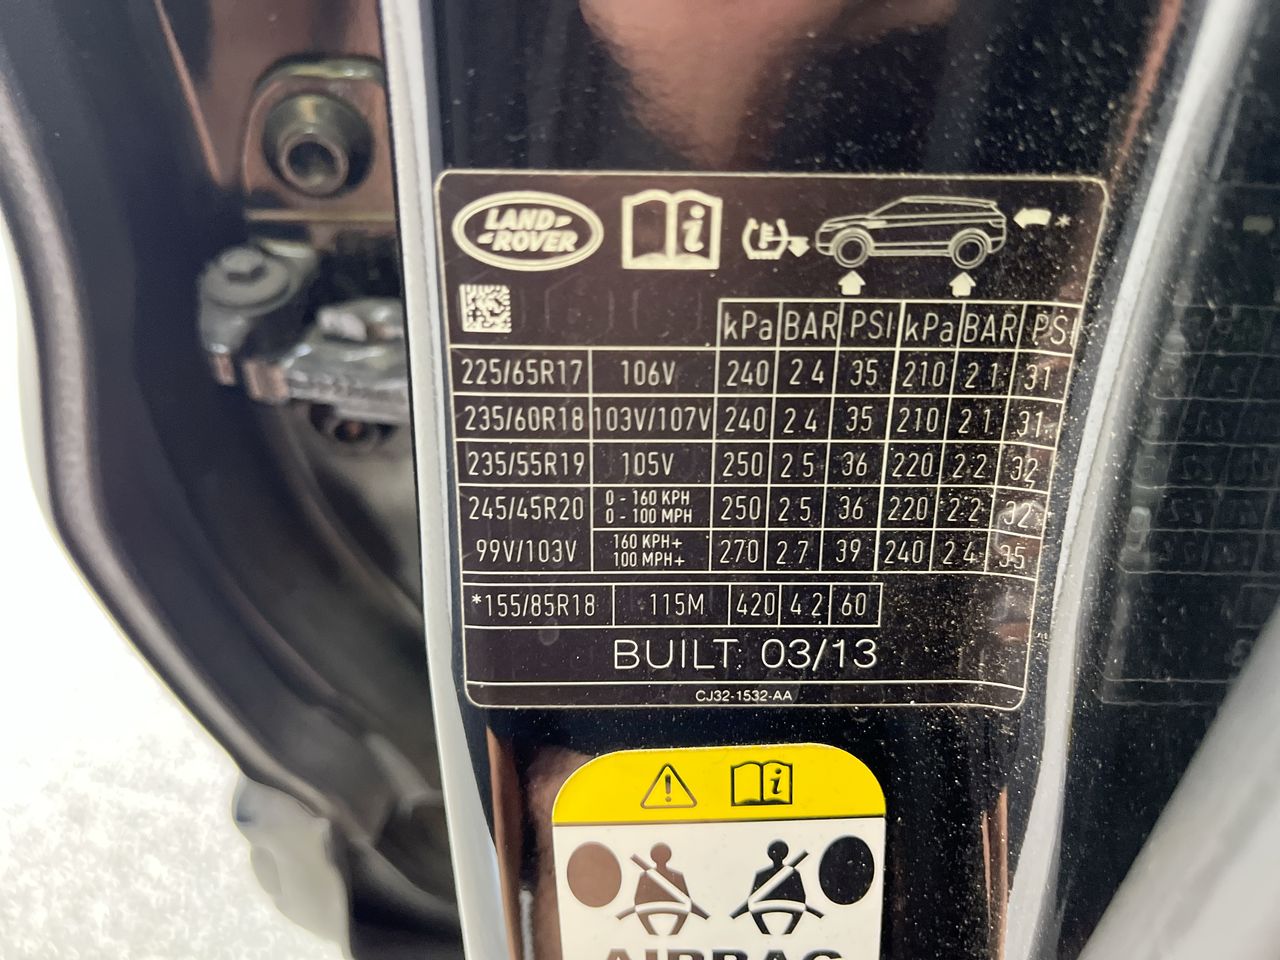 LAND-
-ROVER
kPa BAR PSI kPa BAR PSI
225/65R17 106V 240 2.4 35 210 2.1 31
235/60R18 103V/107V 240 2.4 35 210 2.1 31
235/55R19 105V 250 2.5 36 220 2.2 32
245/45R20 0 - 160 KPH 250 2.5 36 220 2.2 32
0 - 100 MPH
99V/103V 160 KPH+ 270 2.7 39 240 2.4 35
100 MPH+
*155/85R18 115M 420 4.2 60
BUILT: 03/13
CJ32-1532-AA
AIRBAG